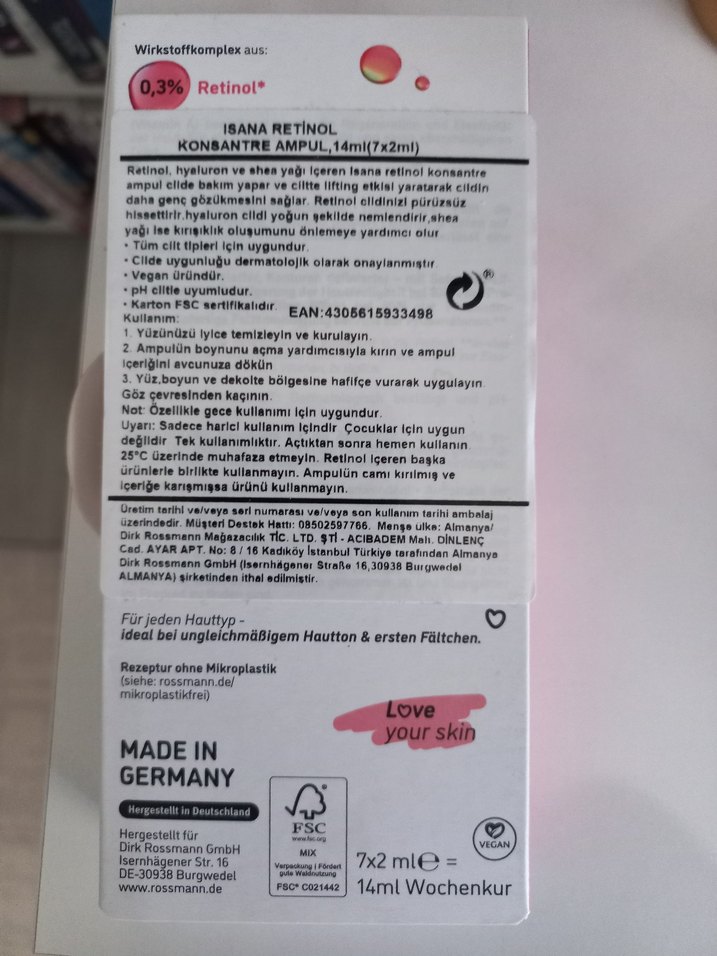 Wirkstoffkomplex aus:
0,3% Retinol*
ISANA RETİNOL
KONSANTRE AMPUL,14ml(7x2ml)
Retinol, hyaluron ve shea yağı içeren Isana retinol konsantre
ampul cilde bakım yapar ve ciltte lifting etkisi yaratarak cildin
daha genç gözükmesini sağlar. Retinol cildinizi pürüzsüz
hissettirir,hyaluron cildi yoğun şekilde nemlendirir,shea
yağı ise kırışıklık oluşumunu önlemeye yardımcı olur
• Tüm cilt tipleri için uygundur.
• Cilde uygunluğu dermatolojik olarak onaylanmıştır.
• Vegan üründür.
• pH ciltle uyumludur.
• Karton FSC sertifikalıdır.
EAN:4305615933498
Kullanım:
1. Yüzünüzü iyice temizleyin ve kurulayın.
2. Ampulün boynunu açma yardımcısıyla kırın ve ampul
içeriğini avcunuza dökün
3. Yüz,boyun ve dekolte bölgesine hafifçe vurarak uygulayın.
Göz çevresinden kaçının.
Not: Özellikle gece kullanımı için uygundur.
Uyarı: Sadece harici kullanım içindir Çocuklar için uygun
değildir Tek kullanımlıktır. Açtıktan sonra hemen kullanın
25°C üzerinde muhafaza etmeyin. Retinol içeren başka
ürünlerle birlikte kullanmayın. Ampulün camı kırılmış ve
içeriğe karışmışsa ürünü kullanmayın.
Üretim tarihi ve/veya seri numarası ve/veya son kullanım tarihi ambalaj
üzerindedir. Müşteri Destek Hattı: 08502597766. Menşe ülke: Almanya/
Dirk Rossmann Mağazacılık TİC. LTD. ŞTİ - ACIBADEM Mah. DİNLENÇ
Cad. AYAR APT. No: 8 / 16 Kadıköy İstanbul Türkiye tarafından Almanya
Dirk Rossmann GmbH (Isernhägener Straße 16,30938 Burgwedel
ALMANYA) şirketinden ithal edilmiştir.
Für jeden Hauttyp -
ideal bei ungleichmäßigem Hautton & ersten Fältchen.
Rezeptur ohne Mikroplastik
(siehe: rossmann.de/
mikroplastikfrei)
Love
your skin
MADE IN
GERMANY
Hergestellt in Deutschland
Hergestellt für
Dirk Rossmann GmbH
Isernhägener Str. 16
DE-30938 Burgwedel
www.rossmann.de
FSC
www.fsc.org
MIX
Verpackung | Fördert
gute Waldnutzung
FSC® C021442
VEGAN
7x2 ml℮ =
14ml Wochenkur